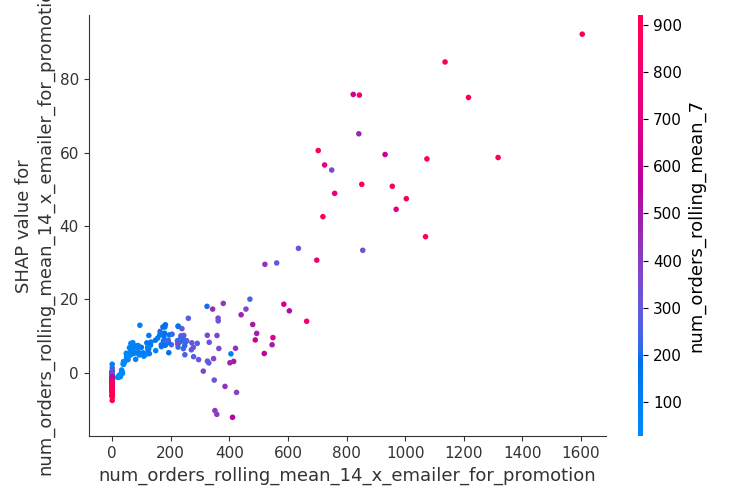 SHAP value for
num_orders_rolling_mean_14_x_emailer_for_promotio
80
60
40
20
0
0 200 400 600 800 1000 1200 1400 1600
num_orders_rolling_mean_14_x_emailer_for_promotion
900
800
700
600
500
400
300
200
100
num_orders_rolling_mean_7